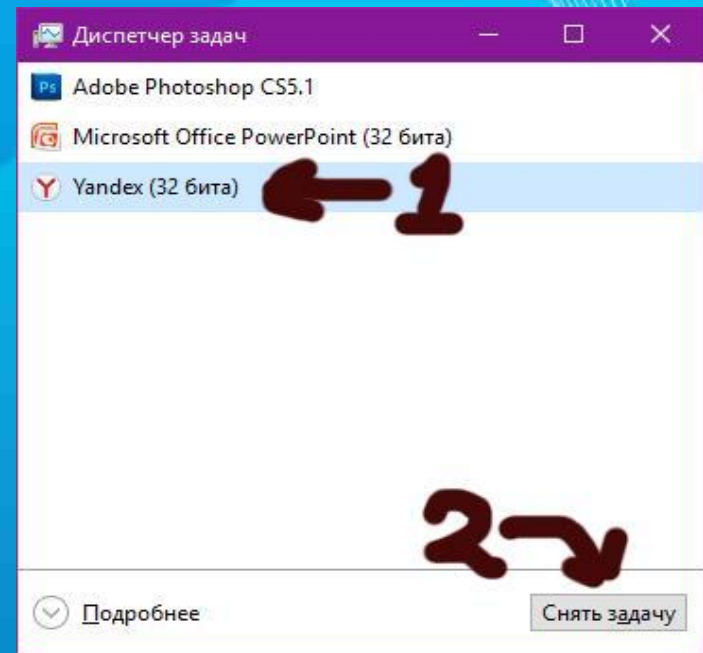 Диспетчер задач
Ps Adobe Photoshop CS5.1
Microsoft Office PowerPoint (32 бита)
Yandex (32 бита) 1
2
Подробнее Снять задачу